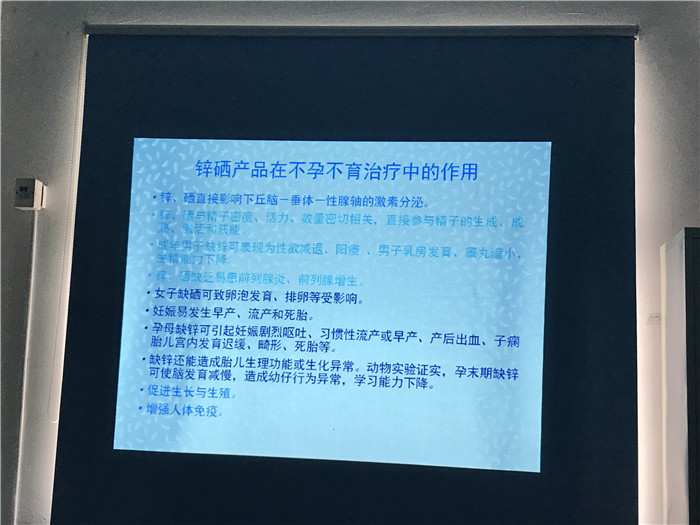 锌硒产品在不孕不育治疗中的作用
• 锌、硒直接影响下丘脑－垂体－性腺轴的激素分泌。
• 锌、硒与精子密度、活力、数量密切相关，直接参与精子的生成、成
熟、激活和获能
• 成年男子缺锌可表现为性欲减退、阳痿 、男子乳房发育、睾丸缩小，
生精能力下降
• 锌、硒缺乏易患前列腺炎、前列腺增生。
• 女子缺硒可致卵泡发育、排卵等受影响。
• 妊娠易发生早产、流产和死胎。
• 孕母缺锌可引起妊娠剧烈呕吐、习惯性流产或早产、产后出血、子痫
胎儿宫内发育迟缓、畸形、死胎等。
• 缺锌还能造成胎儿生理功能或生化异常。动物实验证实，孕末期缺锌
可使脑发育减慢，造成幼仔行为异常，学习能力下降。
• 促进生长与生殖。
• 增强人体免疫。